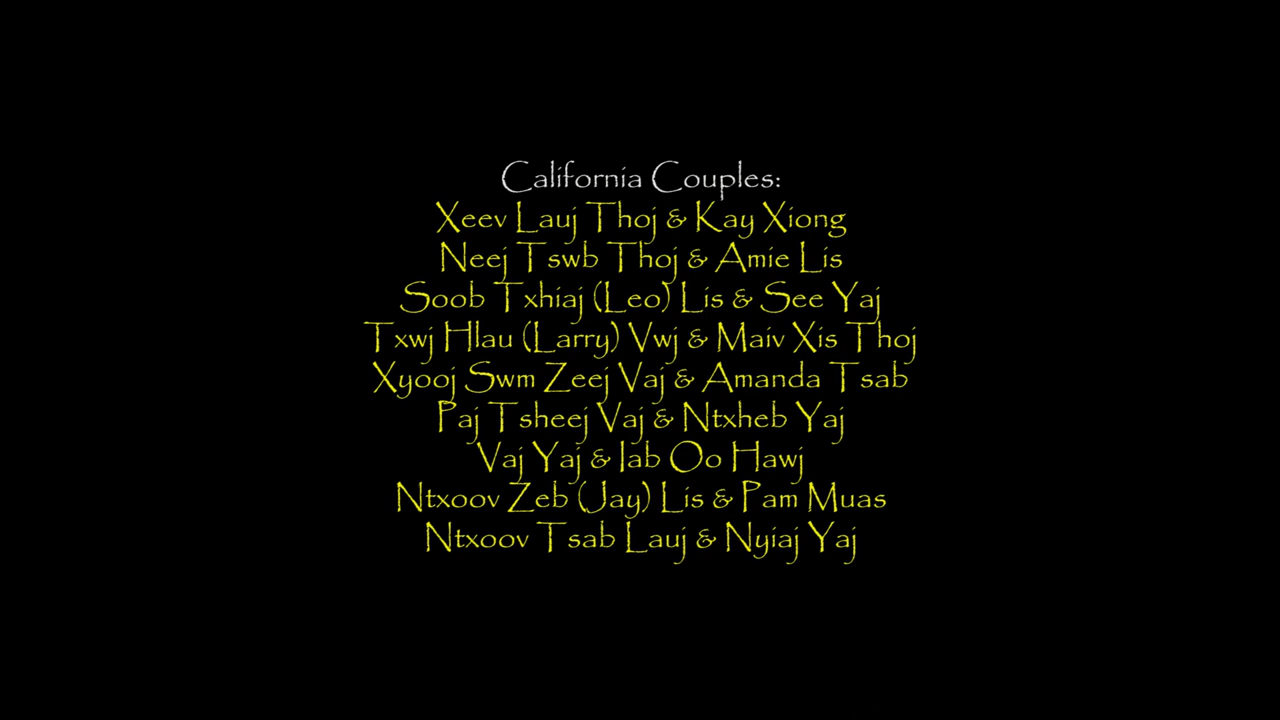 California Couples:
Xeev Lauj Thoj & Kay Xiong
Neej Tswb Thoj & Amie Lis
Soob Txhiaj (Leo) Lis & See Yaj
Txwj Hlau (Larry) Vwj & Maiv Xis Thoj
Xyooj Swm Zeej Vaj & Amanda Tsab
Paj Tsheej Vaj & Ntxheb Yaj
Vaj Yaj & Iab Oo Hawj
Ntxoov Zeb (Jay) Lis & Pam Muas
Ntxoov Tsab Lauj & Nyiaj Yaj